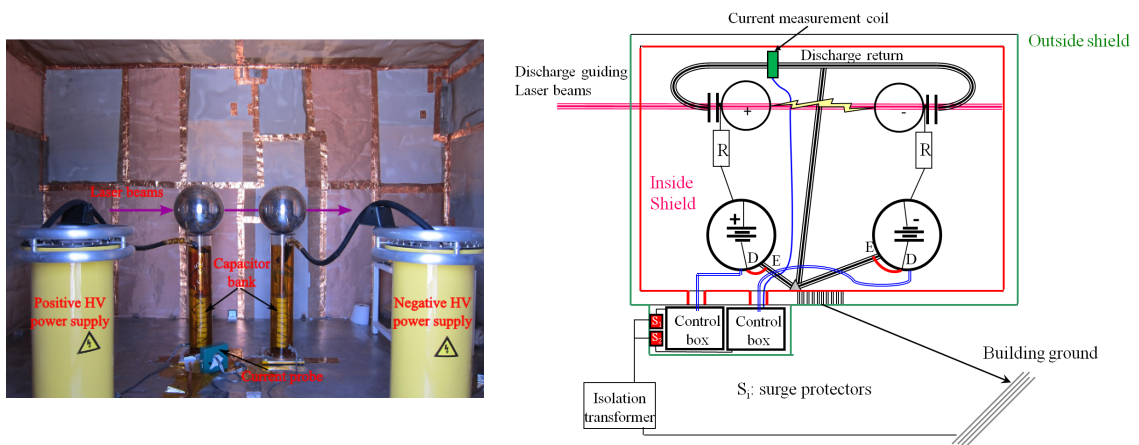 Laser beams
Capacitor
bank
Positive HV
power supply
Negative HV
power supply
Current probe
Current measurement coil
Outside shield
Discharge return
Discharge guiding
Laser beams
+
-
R
R
Inside
Shield
+
-
D
E
E
D
S
S
Control
box
Control
box
Building ground
Si: surge protectors
Isolation
transformer